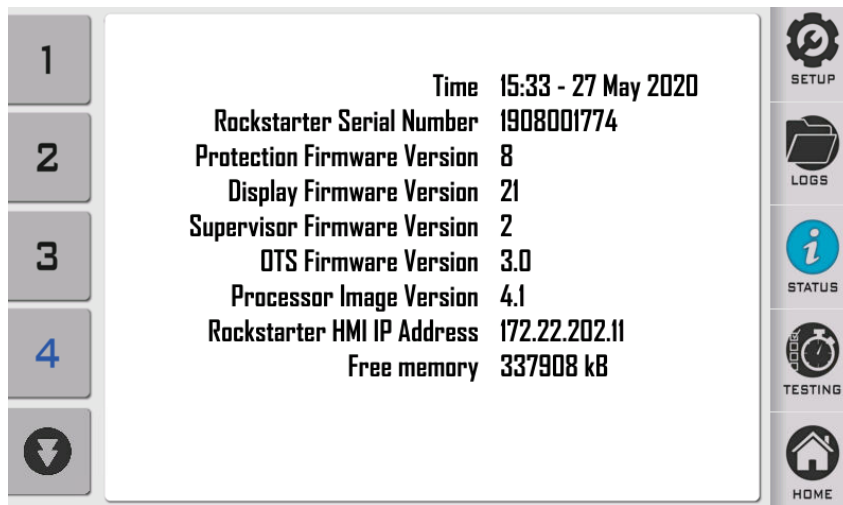 1
2
3
4
Time 15:33 - 27 May 2020
Rockstarter Serial Number 1908001774
Protection Firmware Version 8
Display Firmware Version 21
Supervisor Firmware Version 2
OTS Firmware Version 3.0
Processor Image Version 4.1
Rockstarter HMI IP Address 172.22.202.11
Free memory 337908 kB
SETUP
LOGS
STATUS
TESTING
HOME